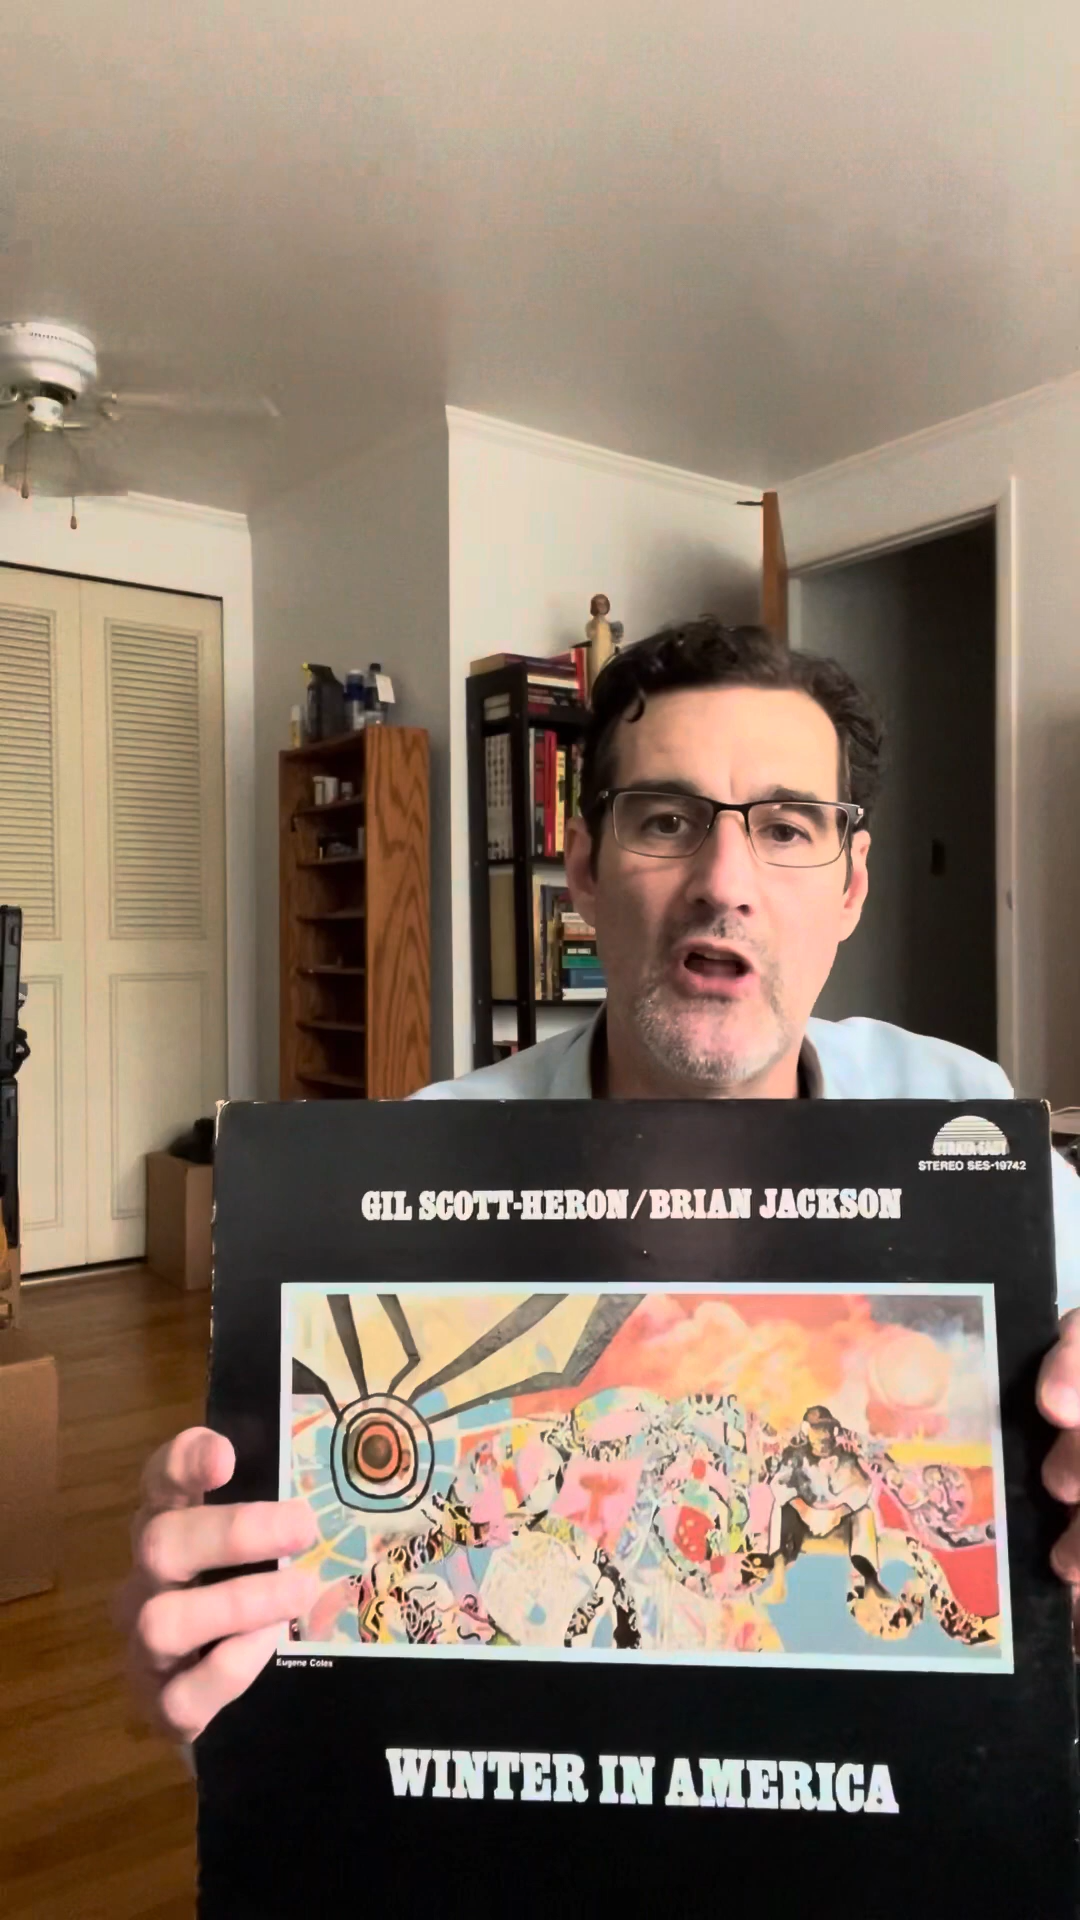 STRATA-EAST
STEREO SES-19742
GIL SCOTT-HERON/BRIAN JACKSON
Eugene Coles
WINTER IN AMERICA